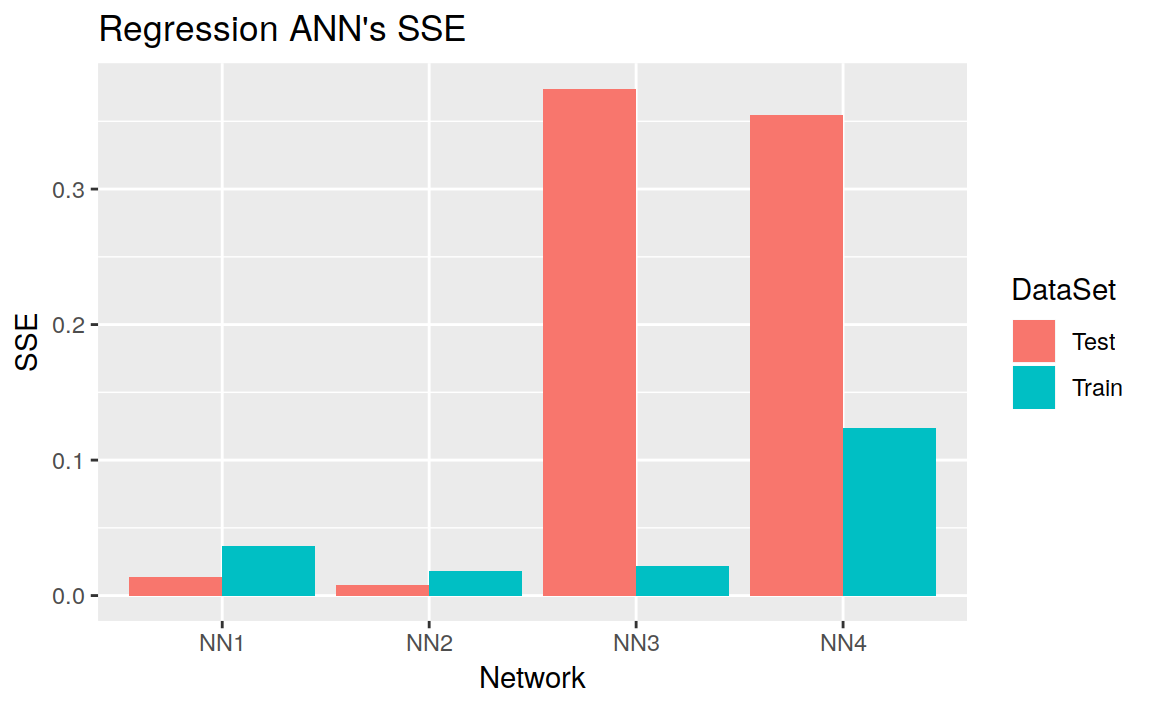 Regression ANN's SSE
SSE
0.3
0.2
0.1
0.0
NN1 NN2 NN3 NN4
Network
DataSet
Test
Train